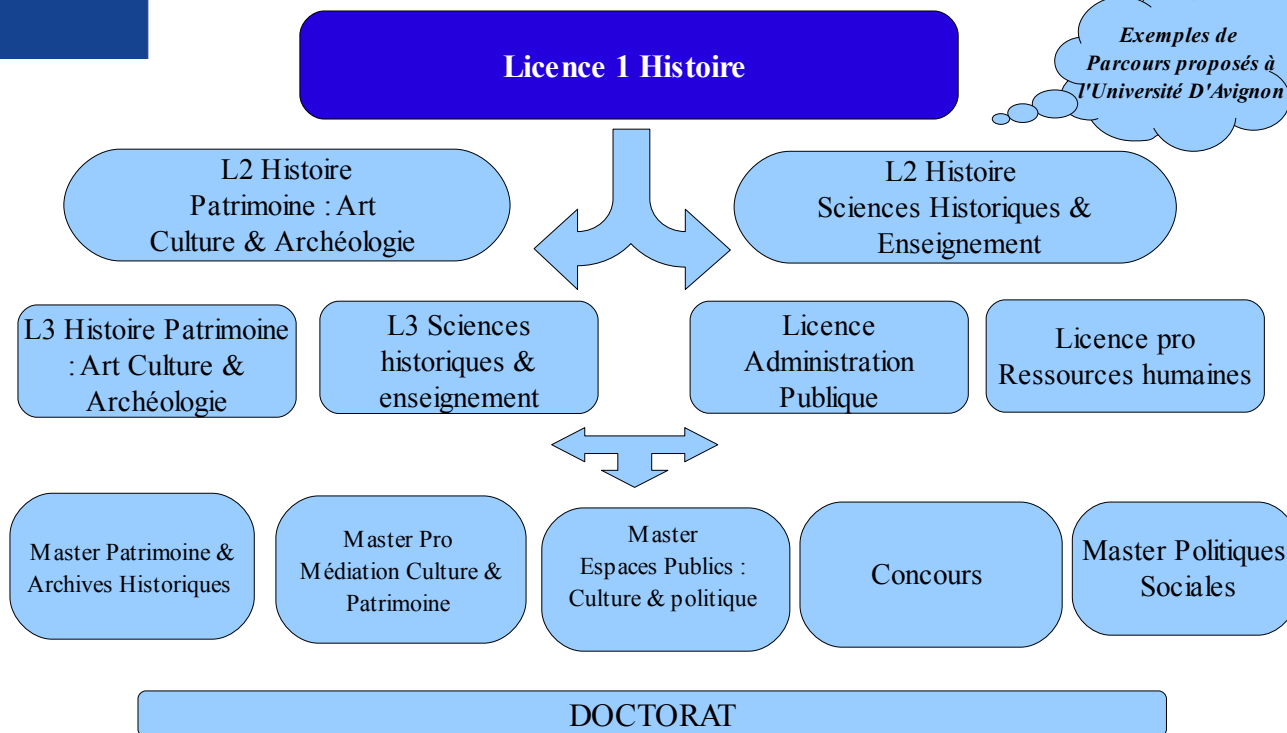 Licence 1 Histoire
Exemples de
Parcours proposés à
l'Université D'Avignon
L2 Histoire
Patrimoine : Art
Culture & Archéologie
L2 Histoire
Sciences Historiques &
Enseignement
L3 Histoire Patrimoine
: Art Culture &
Archéologie
L3 Sciences
historiques &
enseignement
Licence
Administration
Publique
Licence pro
Ressources humaines
Master Patrimoine &
Archives Historiques
Master Pro
Médiation Culture &
Patrimoine
Master
Espaces Publics :
Culture & politique
Concours
Master Politiques
Sociales
DOCTORAT